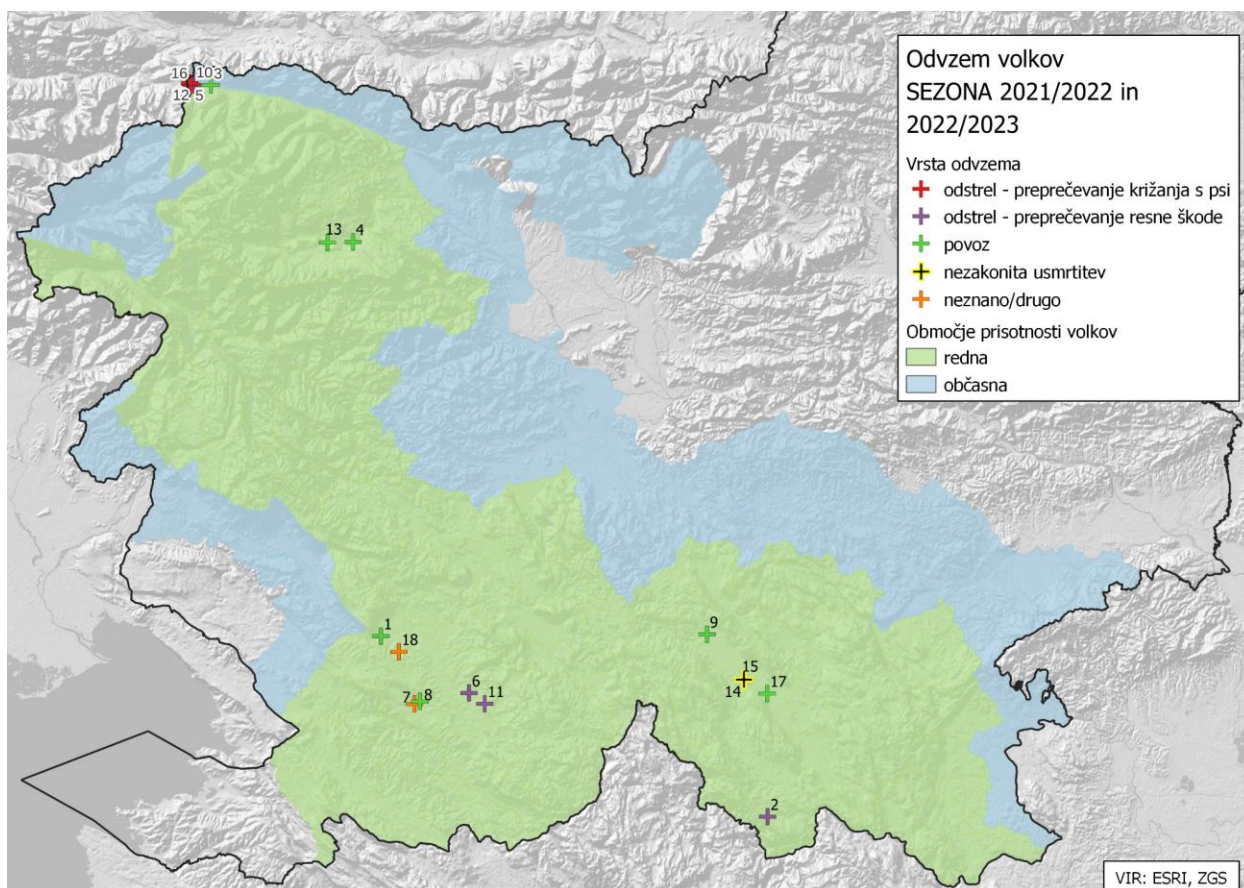 Odvzem volkov
SEZONA 2021/2022 in
2022/2023
Vrsta odvzema
odstrel - preprečevanje križanja s psi
odstrel - preprečevanje resne škode
povoz
nezakonita usmrtitev
neznano/drugo
Območje prisotnosti volkov
redna
občasna
16 10 3
12 5
13 4
1
18
9
15
14 17
6
7 8 11
2
VIR: ESRI, ZGS